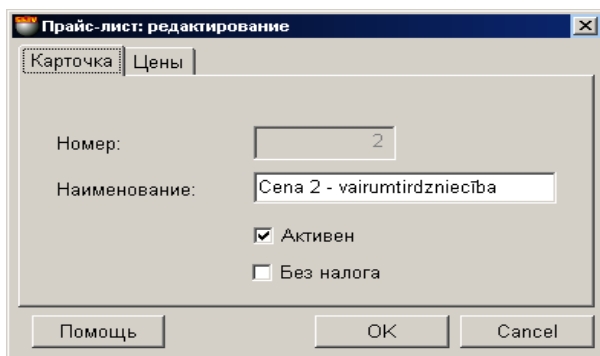 Прайс-лист: редактирование
Карточка Цены
Номер: 2
Наименование: Cena 2 - vairumtirdzniecība
Активен
Без налога
Помощь OK Cancel